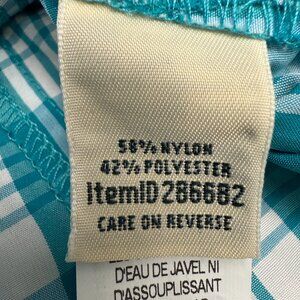 58% NYLON
42% POLYESTER
ItemID 286682
CARE ON REVERSE
D'EAU DE JAVEL NI
D'ASSOUPLISSANT